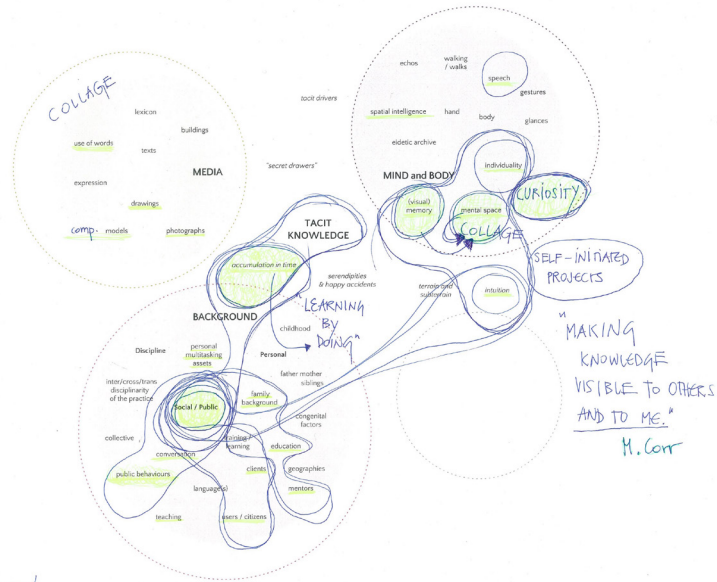 COLLAGE
lexicon
buildings
use of words
texts
MEDIA
expression
drawings
comp. models
photographs
tacit drivers
"secret drawers"
echos
walking
/ walks
speech
gestures
spatial intelligence
hand
body
glances
eidetic archive
individuality
MIND and BODY
(visual)
memory
mental space
CURIOSITY
COLLAGE
TACIT
KNOWLEDGE
accumulation in time
serendipities
& happy accidents
terroir and
subterrain
intuition
SELF-INITIATED
PROJECTS
"LEARNING
BY
DOING"
"MAKING
KNOWLEDGE
VISIBLE TO OTHERS
AND TO ME."
M. Corr
BACKGROUND
childhood
Discipline
personal
multitasking
assets
Personal
father mother
siblings
inter/cross/trans
disciplinarity
of the practice
family
background
Social / Public
congenital
factors
collective
training /
learning
education
conversation
public behaviours
clients
geographies
language(s)
mentors
teaching
users / citizens
1